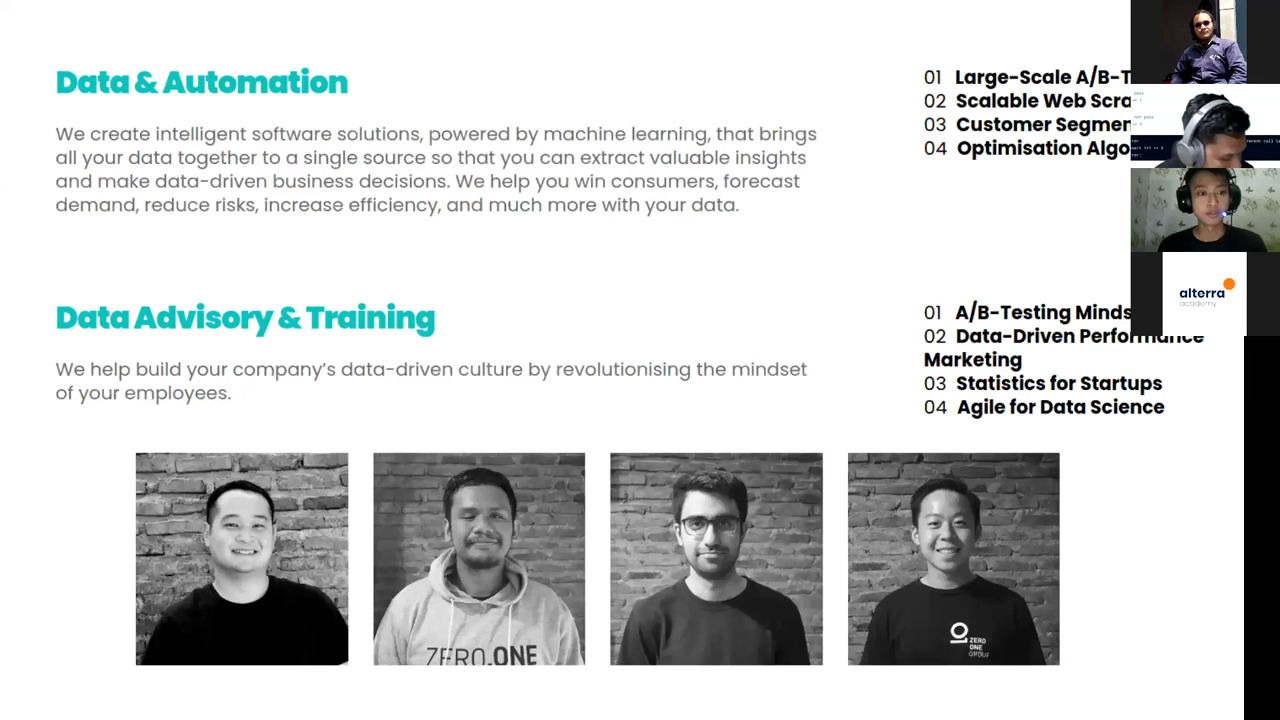 Data & Automation
We create intelligent software solutions, powered by machine learning, that brings
all your data together to a single source so that you can extract valuable insights
and make data-driven business decisions. We help you win consumers, forecast
demand, reduce risks, increase efficiency, and much more with your data.
01 Large-Scale A/B-T
02 Scalable Web Scra
03 Customer Segmen
04 Optimisation Algo
Data Advisory & Training
We help build your company's data-driven culture by revolutionising the mindset
of your employees.
01 A/B-Testing Minds
02 Data-Driven Performance
Marketing
03 Statistics for Startups
04 Agile for Data Science
ZERO.ONE
ZERO
ONE
GROUP
pass
not pass
recent call l
alterra
academy